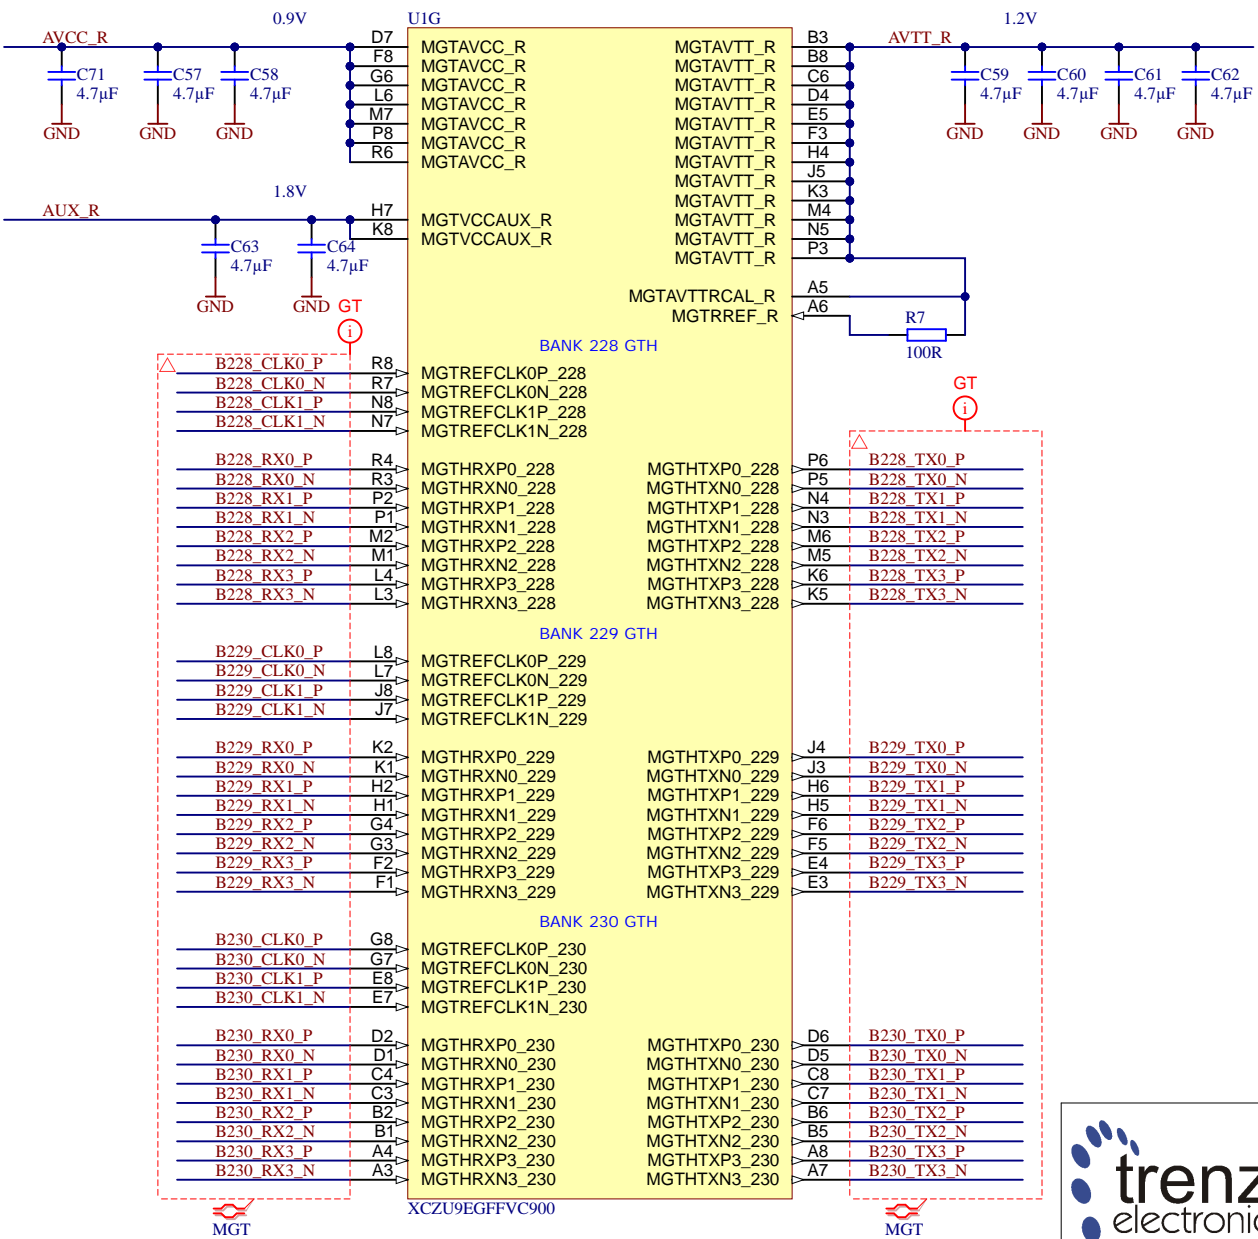 0.9V
U1G
1.2V
AVCC_R
D7
MGTAVCC_R
F8
MGTAVCC_R
G6
MGTAVCC_R
L6
MGTAVCC_R
M7
MGTAVCC_R
P8
MGTAVCC_R
R6
MGTAVCC_R
C71
4.7µF
GND
C57
4.7µF
GND
C58
4.7µF
GND
MGTAVTT_R
B3
AVTT_R
MGTAVTT_R
B8
MGTAVTT_R
C6
MGTAVTT_R
D4
MGTAVTT_R
E5
MGTAVTT_R
F3
MGTAVTT_R
H4
MGTAVTT_R
J5
MGTAVTT_R
K3
MGTAVTT_R
M4
MGTAVTT_R
N5
MGTAVTT_R
P3
C59
4.7µF
GND
C60
4.7µF
GND
C61
4.7µF
GND
C62
4.7µF
GND
1.8V
AUX_R
H7
MGTVCCAUX_R
K8
MGTVCCAUX_R
C63
4.7µF
GND
C64
4.7µF
GND
MGTAVTTRCAL_R
A5
MGTRREF_R
A6
R7
100R
GT
i
BANK 228 GTH
B228_CLK0_P R8 MGTREFCLK0P_228
B228_CLK0_N R7 MGTREFCLK0N_228
B228_CLK1_P N8 MGTREFCLK1P_228
B228_CLK1_N N7 MGTREFCLK1N_228
GT
i
B228_RX0_P R4 MGTHRXP0_228 MGTHTXP0_228 P6 B228_TX0_P
B228_RX0_N R3 MGTHRXN0_228 MGTHTXN0_228 P5 B228_TX0_N
B228_RX1_P P2 MGTHRXP1_228 MGTHTXP1_228 N4 B228_TX1_P
B228_RX1_N P1 MGTHRXN1_228 MGTHTXN1_228 N3 B228_TX1_N
B228_RX2_P M2 MGTHRXP2_228 MGTHTXP2_228 M6 B228_TX2_P
B228_RX2_N M1 MGTHRXN2_228 MGTHTXN2_228 M5 B228_TX2_N
B228_RX3_P L4 MGTHRXP3_228 MGTHTXP3_228 K6 B228_TX3_P
B228_RX3_N L3 MGTHRXN3_228 MGTHTXN3_228 K5 B228_TX3_N
BANK 229 GTH
B229_CLK0_P L8 MGTREFCLK0P_229
B229_CLK0_N L7 MGTREFCLK0N_229
B229_CLK1_P J8 MGTREFCLK1P_229
B229_CLK1_N J7 MGTREFCLK1N_229
B229_RX0_P K2 MGTHRXP0_229 MGTHTXP0_229 J4 B229_TX0_P
B229_RX0_N K1 MGTHRXN0_229 MGTHTXN0_229 J3 B229_TX0_N
B229_RX1_P H2 MGTHRXP1_229 MGTHTXP1_229 H6 B229_TX1_P
B229_RX1_N H1 MGTHRXN1_229 MGTHTXN1_229 H5 B229_TX1_N
B229_RX2_P G4 MGTHRXP2_229 MGTHTXP2_229 F6 B229_TX2_P
B229_RX2_N G3 MGTHRXN2_229 MGTHTXN2_229 F5 B229_TX2_N
B229_RX3_P F2 MGTHRXP3_229 MGTHTXP3_229 E4 B229_TX3_P
B229_RX3_N F1 MGTHRXN3_229 MGTHTXN3_229 E3 B229_TX3_N
BANK 230 GTH
B230_CLK0_P G8 MGTREFCLK0P_230
B230_CLK0_N G7 MGTREFCLK0N_230
B230_CLK1_P E8 MGTREFCLK1P_230
B230_CLK1_N E7 MGTREFCLK1N_230
B230_RX0_P D2 MGTHRXP0_230 MGTHTXP0_230 D6 B230_TX0_P
B230_RX0_N D1 MGTHRXN0_230 MGTHTXN0_230 D5 B230_TX0_N
B230_RX1_P C4 MGTHRXP1_230 MGTHTXP1_230 C8 B230_TX1_P
B230_RX1_N C3 MGTHRXN1_230 MGTHTXN1_230 C7 B230_TX1_N
B230_RX2_P B2 MGTHRXP2_230 MGTHTXP2_230 B6 B230_TX2_P
B230_RX2_N B1 MGTHRXN2_230 MGTHTXN2_230 B5 B230_TX2_N
B230_RX3_P A4 MGTHRXP3_230 MGTHTXP3_230 A8 B230_TX3_P
B230_RX3_N A3 MGTHRXN3_230 MGTHTXN3_230 A7 B230_TX3_N
XCZU9EGFFVC900
MGT
MGT
trenz
electronic